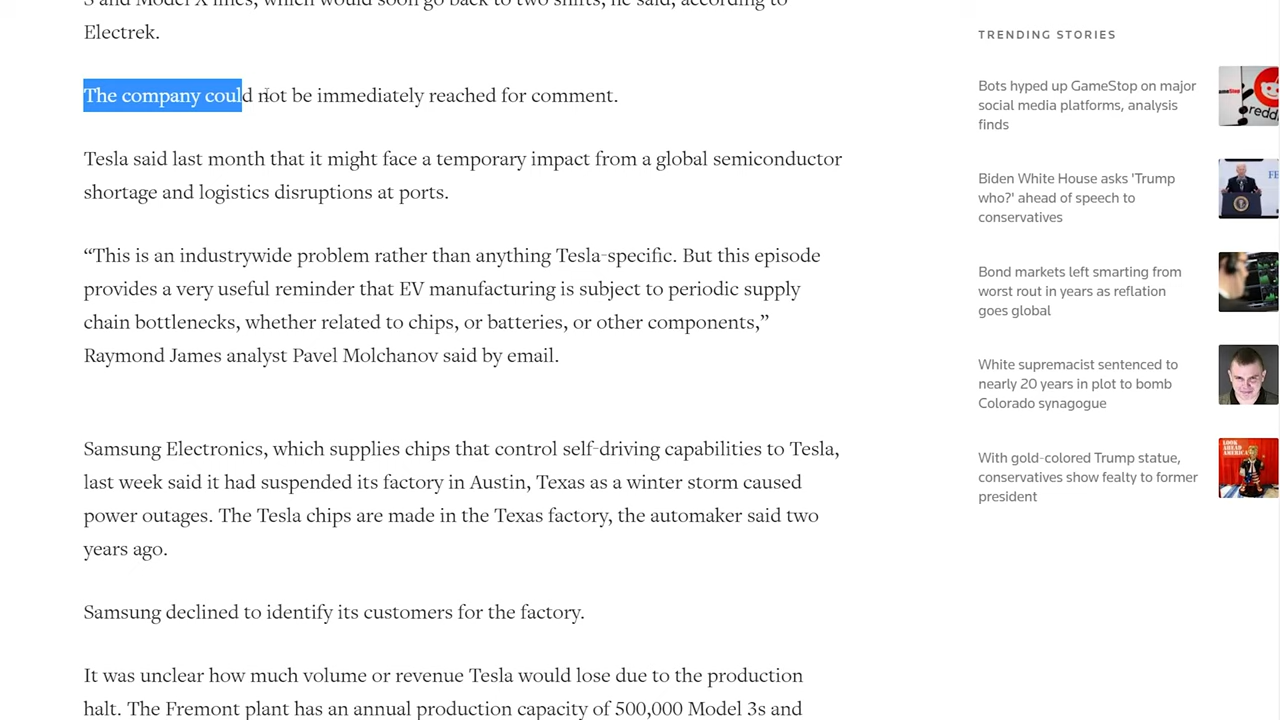 S and Model X lines, which would soon go back to two shifts, he said, according to
Electrek.
The company could not be immediately reached for comment.
Tesla said last month that it might face a temporary impact from a global semiconductor
shortage and logistics disruptions at ports.
“This is an industrywide problem rather than anything Tesla-specific. But this episode
provides a very useful reminder that EV manufacturing is subject to periodic supply
chain bottlenecks, whether related to chips, or batteries, or other components,”
Raymond James analyst Pavel Molchanov said by email.
Samsung Electronics, which supplies chips that control self-driving capabilities to Tesla,
last week said it had suspended its factory in Austin, Texas as a winter storm caused
power outages. The Tesla chips are made in the Texas factory, the automaker said two
years ago.
Samsung declined to identify its customers for the factory.
It was unclear how much volume or revenue Tesla would lose due to the production
halt. The Fremont plant has an annual production capacity of 500,000 Model 3s and
TRENDING STORIES
Bots hyped up GameStop on major
social media platforms, analysis
finds
Biden White House asks 'Trump
who?' ahead of speech to
conservatives
Bond markets left smarting from
worst rout in years as reflation
goes global
White supremacist sentenced to
nearly 20 years in plot to bomb
Colorado synagogue
With gold-colored Trump statue,
conservatives show fealty to former
president